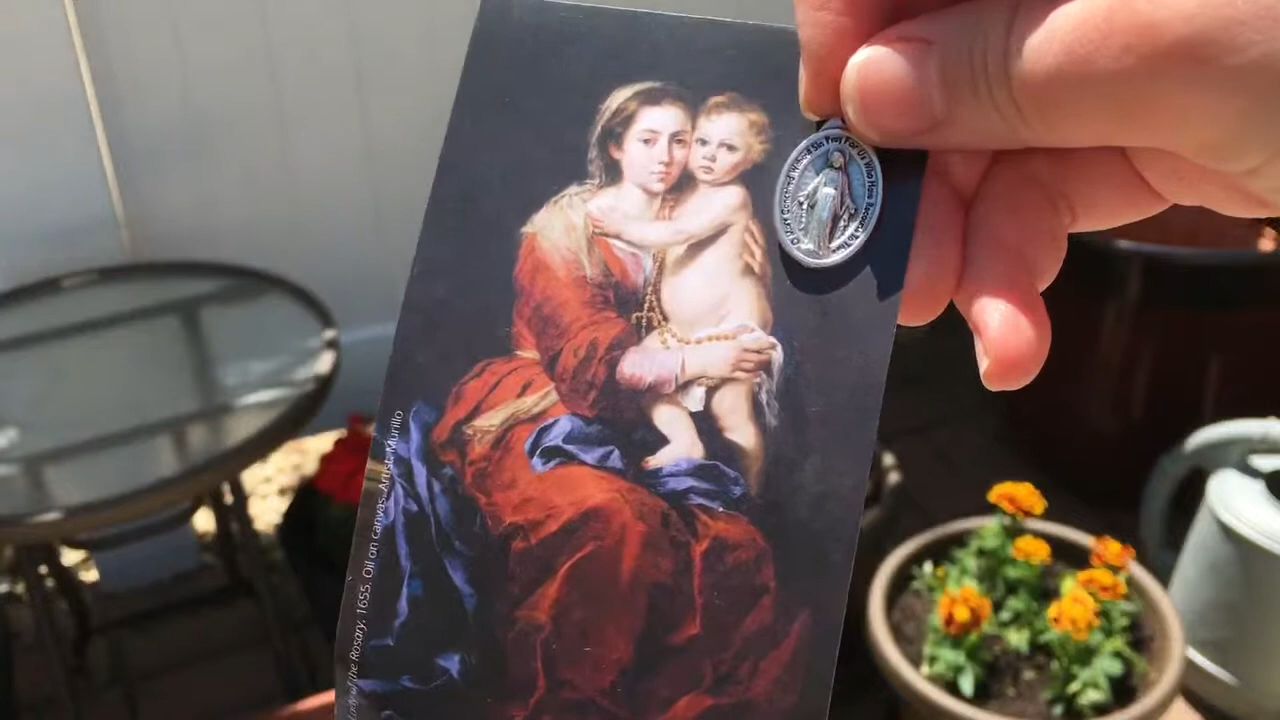 Lady of the Rosary, 1655. Oil on canvas. Artist, Murillo
O Mary Conceived Without Sin Pray For Us Who Have Recourse To Thee